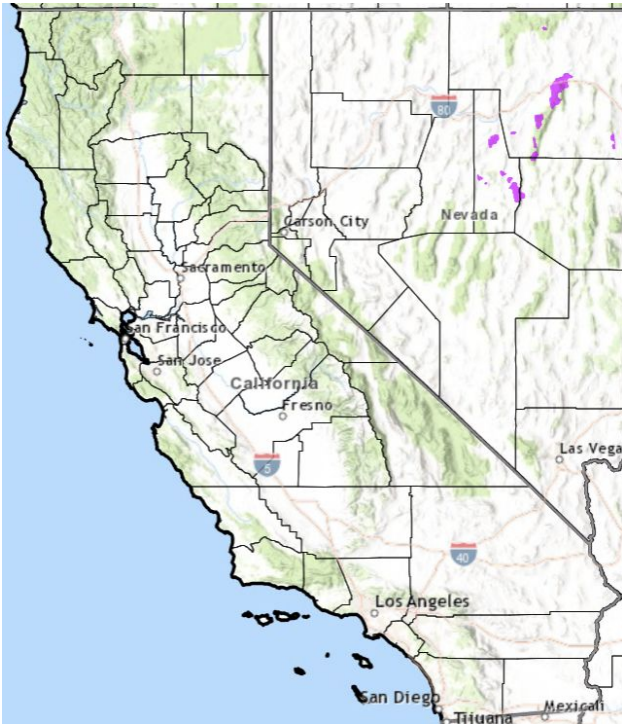 80
Nevada
Carson City
Sacramento
San Francisco
San Jose
California
Fresno
Las Vega
5
40
Los Angeles
San Diego
Tijuana
Mexicali